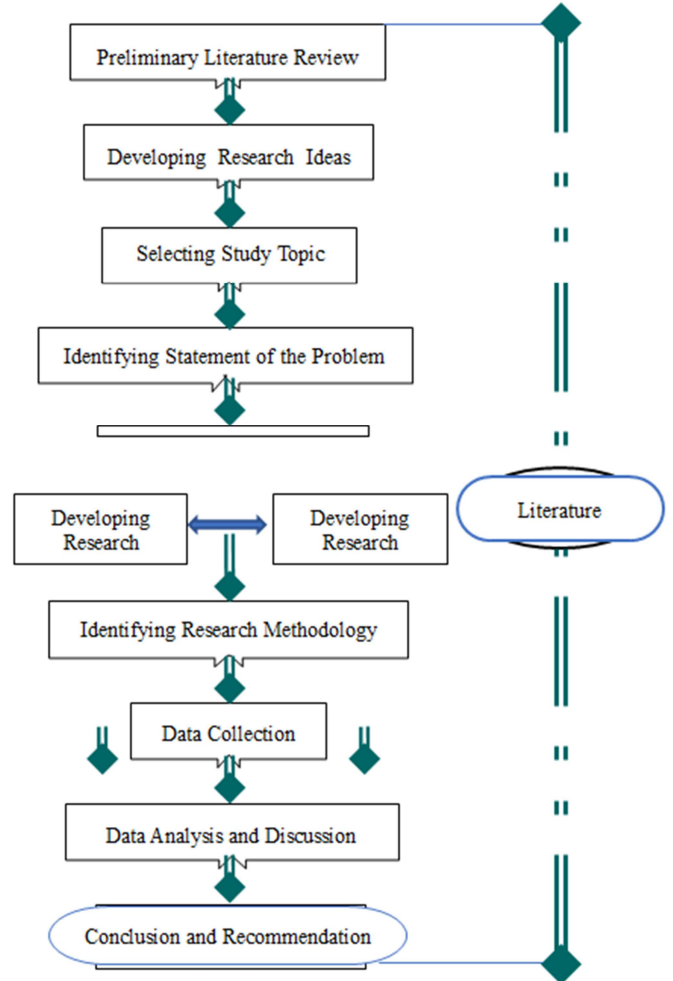 Preliminary Literature Review
Developing Research Ideas
Selecting Study Topic
Identifying Statement of the Problem
Developing
Research
Developing
Research
Literature
Identifying Research Methodology
Data Collection
Data Analysis and Discussion
Conclusion and Recommendation